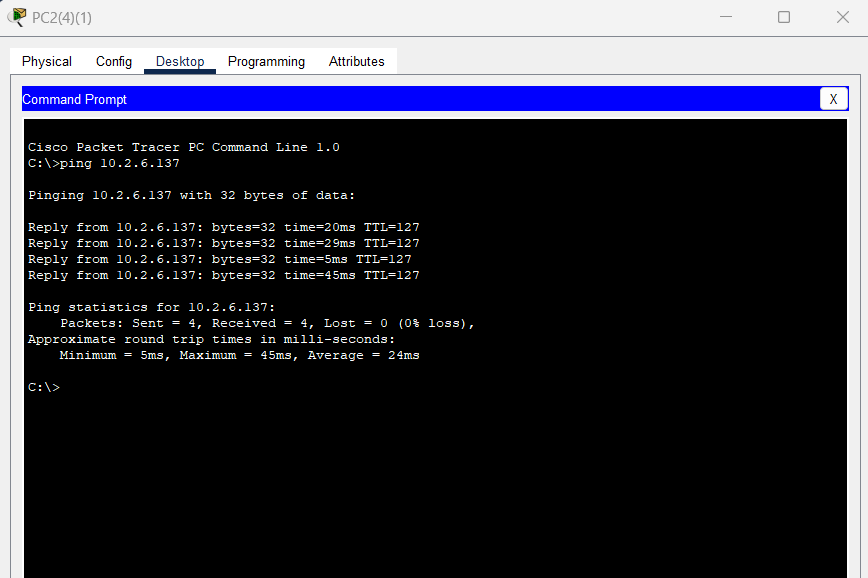 PC2(4)(1)
Physical Config Desktop Programming Attributes
Command Prompt X
Cisco Packet Tracer PC Command Line 1.0
C:\>ping 10.2.6.137
Pinging 10.2.6.137 with 32 bytes of data:
Reply from 10.2.6.137: bytes=32 time=20ms TTL=127
Reply from 10.2.6.137: bytes=32 time=29ms TTL=127
Reply from 10.2.6.137: bytes=32 time=5ms TTL=127
Reply from 10.2.6.137: bytes=32 time=45ms TTL=127
Ping statistics for 10.2.6.137:
Packets: Sent = 4, Received = 4, Lost = 0 (0% loss),
Approximate round trip times in milli-seconds:
Minimum = 5ms, Maximum = 45ms, Average = 24ms
C:\>